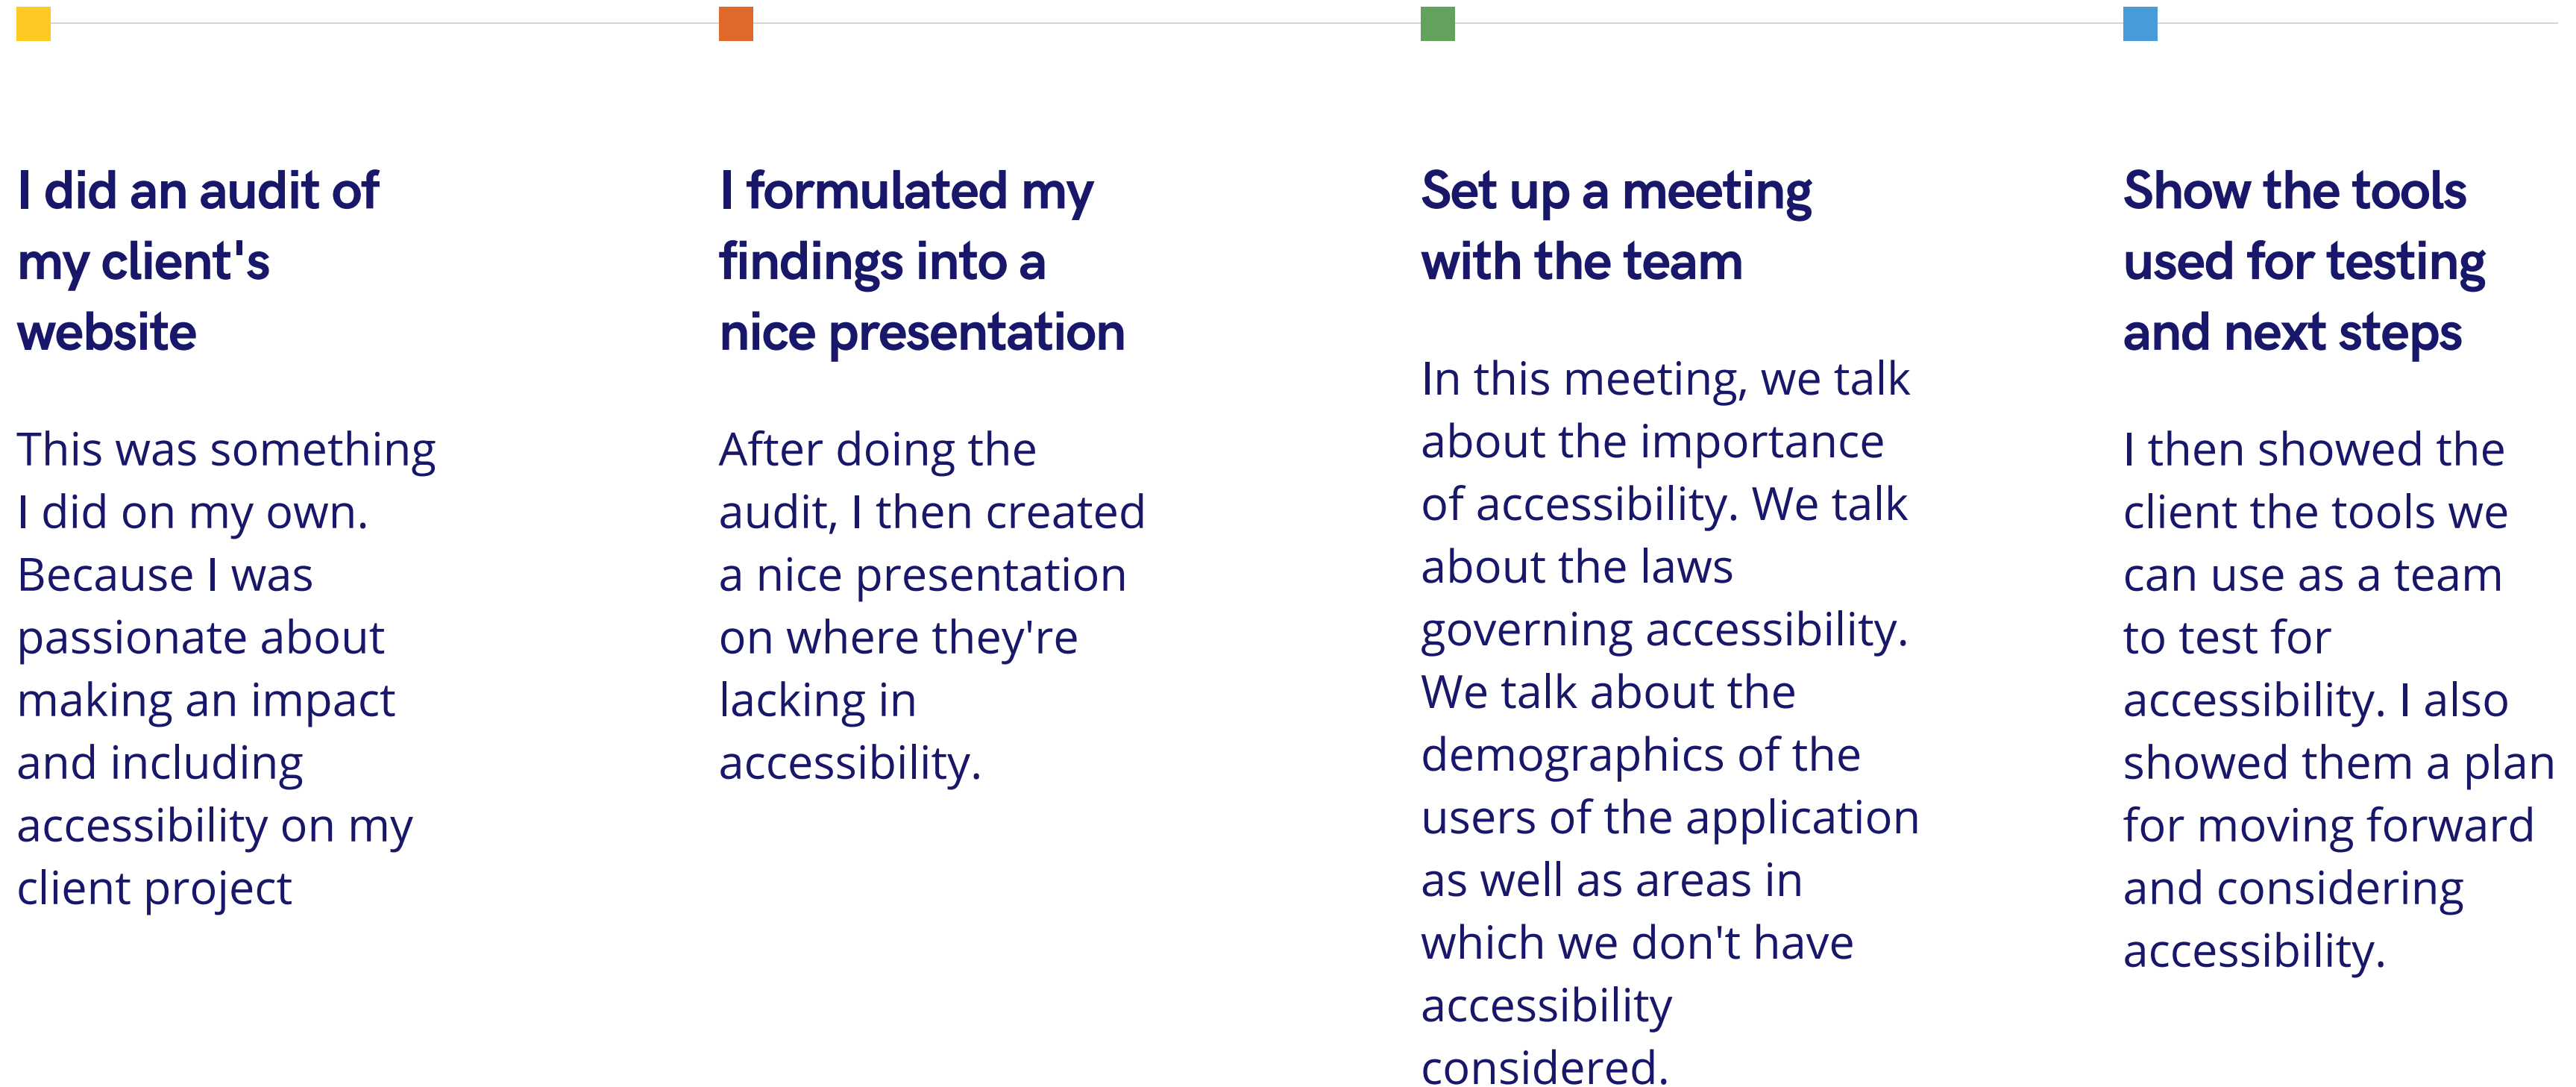 I did an audit of
my client's
website
This was something
I did on my own.
Because I was
passionate about
making an impact
and including
accessibility on my
client project
I formulated my
findings into a
nice presentation
After doing the
audit, I then created
a nice presentation
on where they're
lacking in
accessibility.
Set up a meeting
with the team
In this meeting, we talk
about the importance
of accessibility. We talk
about the laws
governing accessibility.
We talk about the
demographics of the
users of the application
as well as areas in
which we don't have
accessibility
considered.
Show the tools
used for testing
and next steps
I then showed the
client the tools we
can use as a team
to test for
accessibility. I also
showed them a plan
for moving forward
and considering
accessibility.